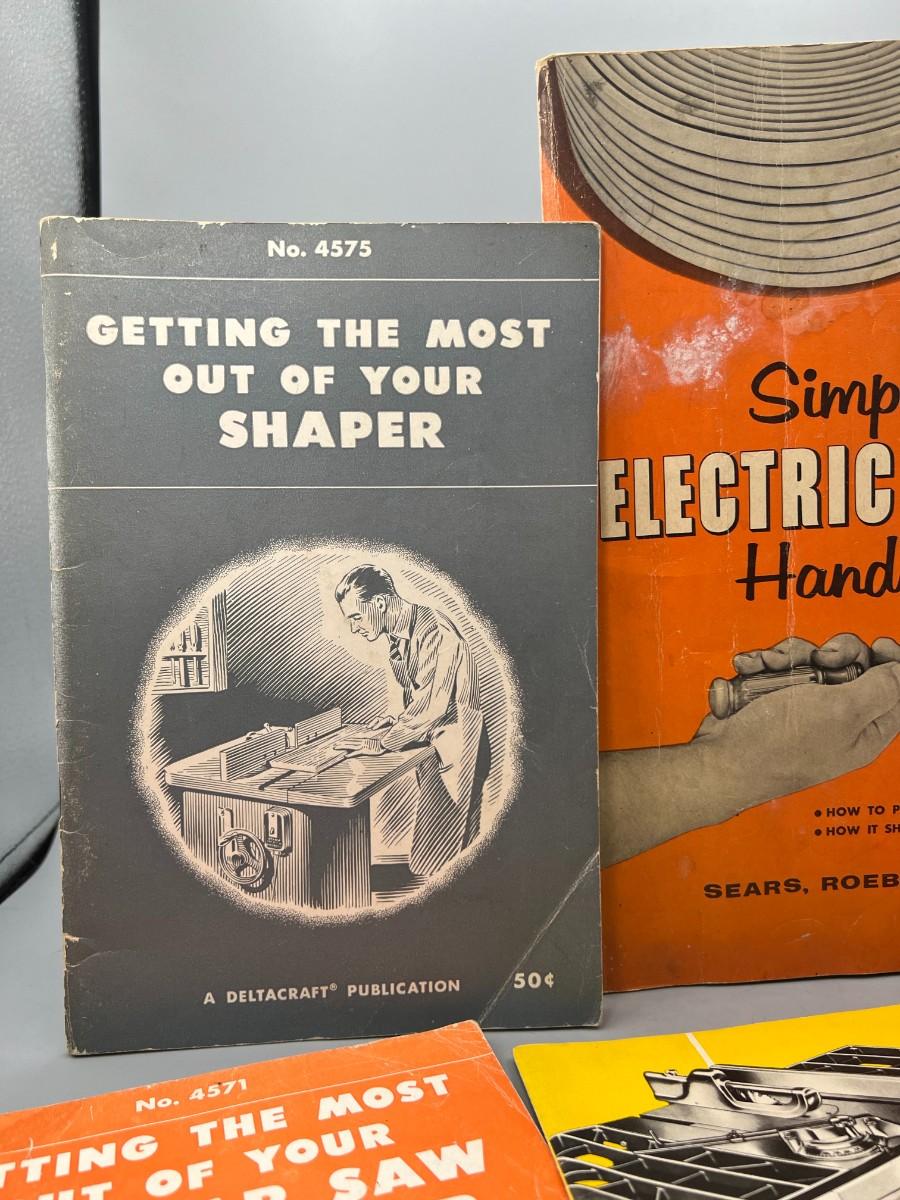 No. 4575
GETTING THE MOST
OUT OF YOUR
SHAPER
A DELTACRAFT® PUBLICATION 50¢
Simp
ELECTRIC
Hand
• HOW TO P
• HOW IT SH
SEARS, ROEB
No. 4571
TTING THE MOST
OUT OF YOUR
SAW